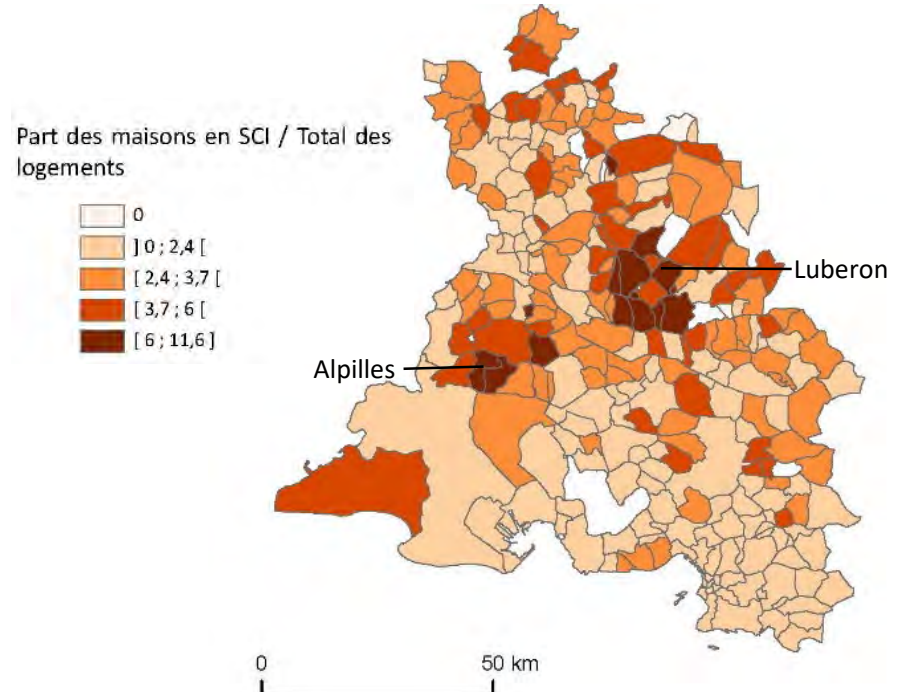 Part des maisons en SCI / Total des
logements
0
] 0 ; 2,4 [
[ 2,4 ; 3,7 [
[ 3,7 ; 6 [
[ 6 ; 11,6 ]
Luberon
Alpilles
0
50 km